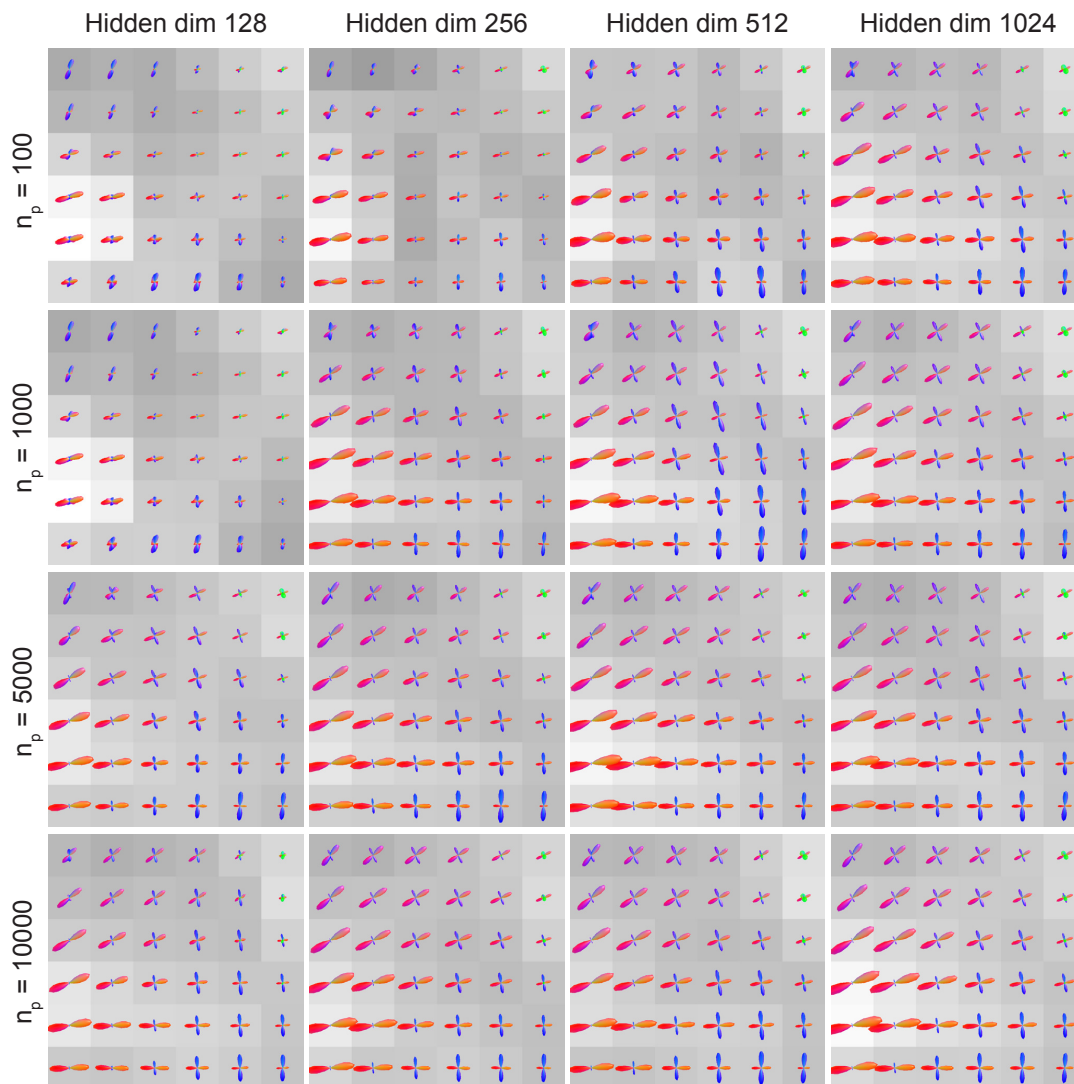 Hidden dim 128 Hidden dim 256 Hidden dim 512 Hidden dim 1024
n_p = 100
n_p = 1000
n_p = 5000
n_p = 10000